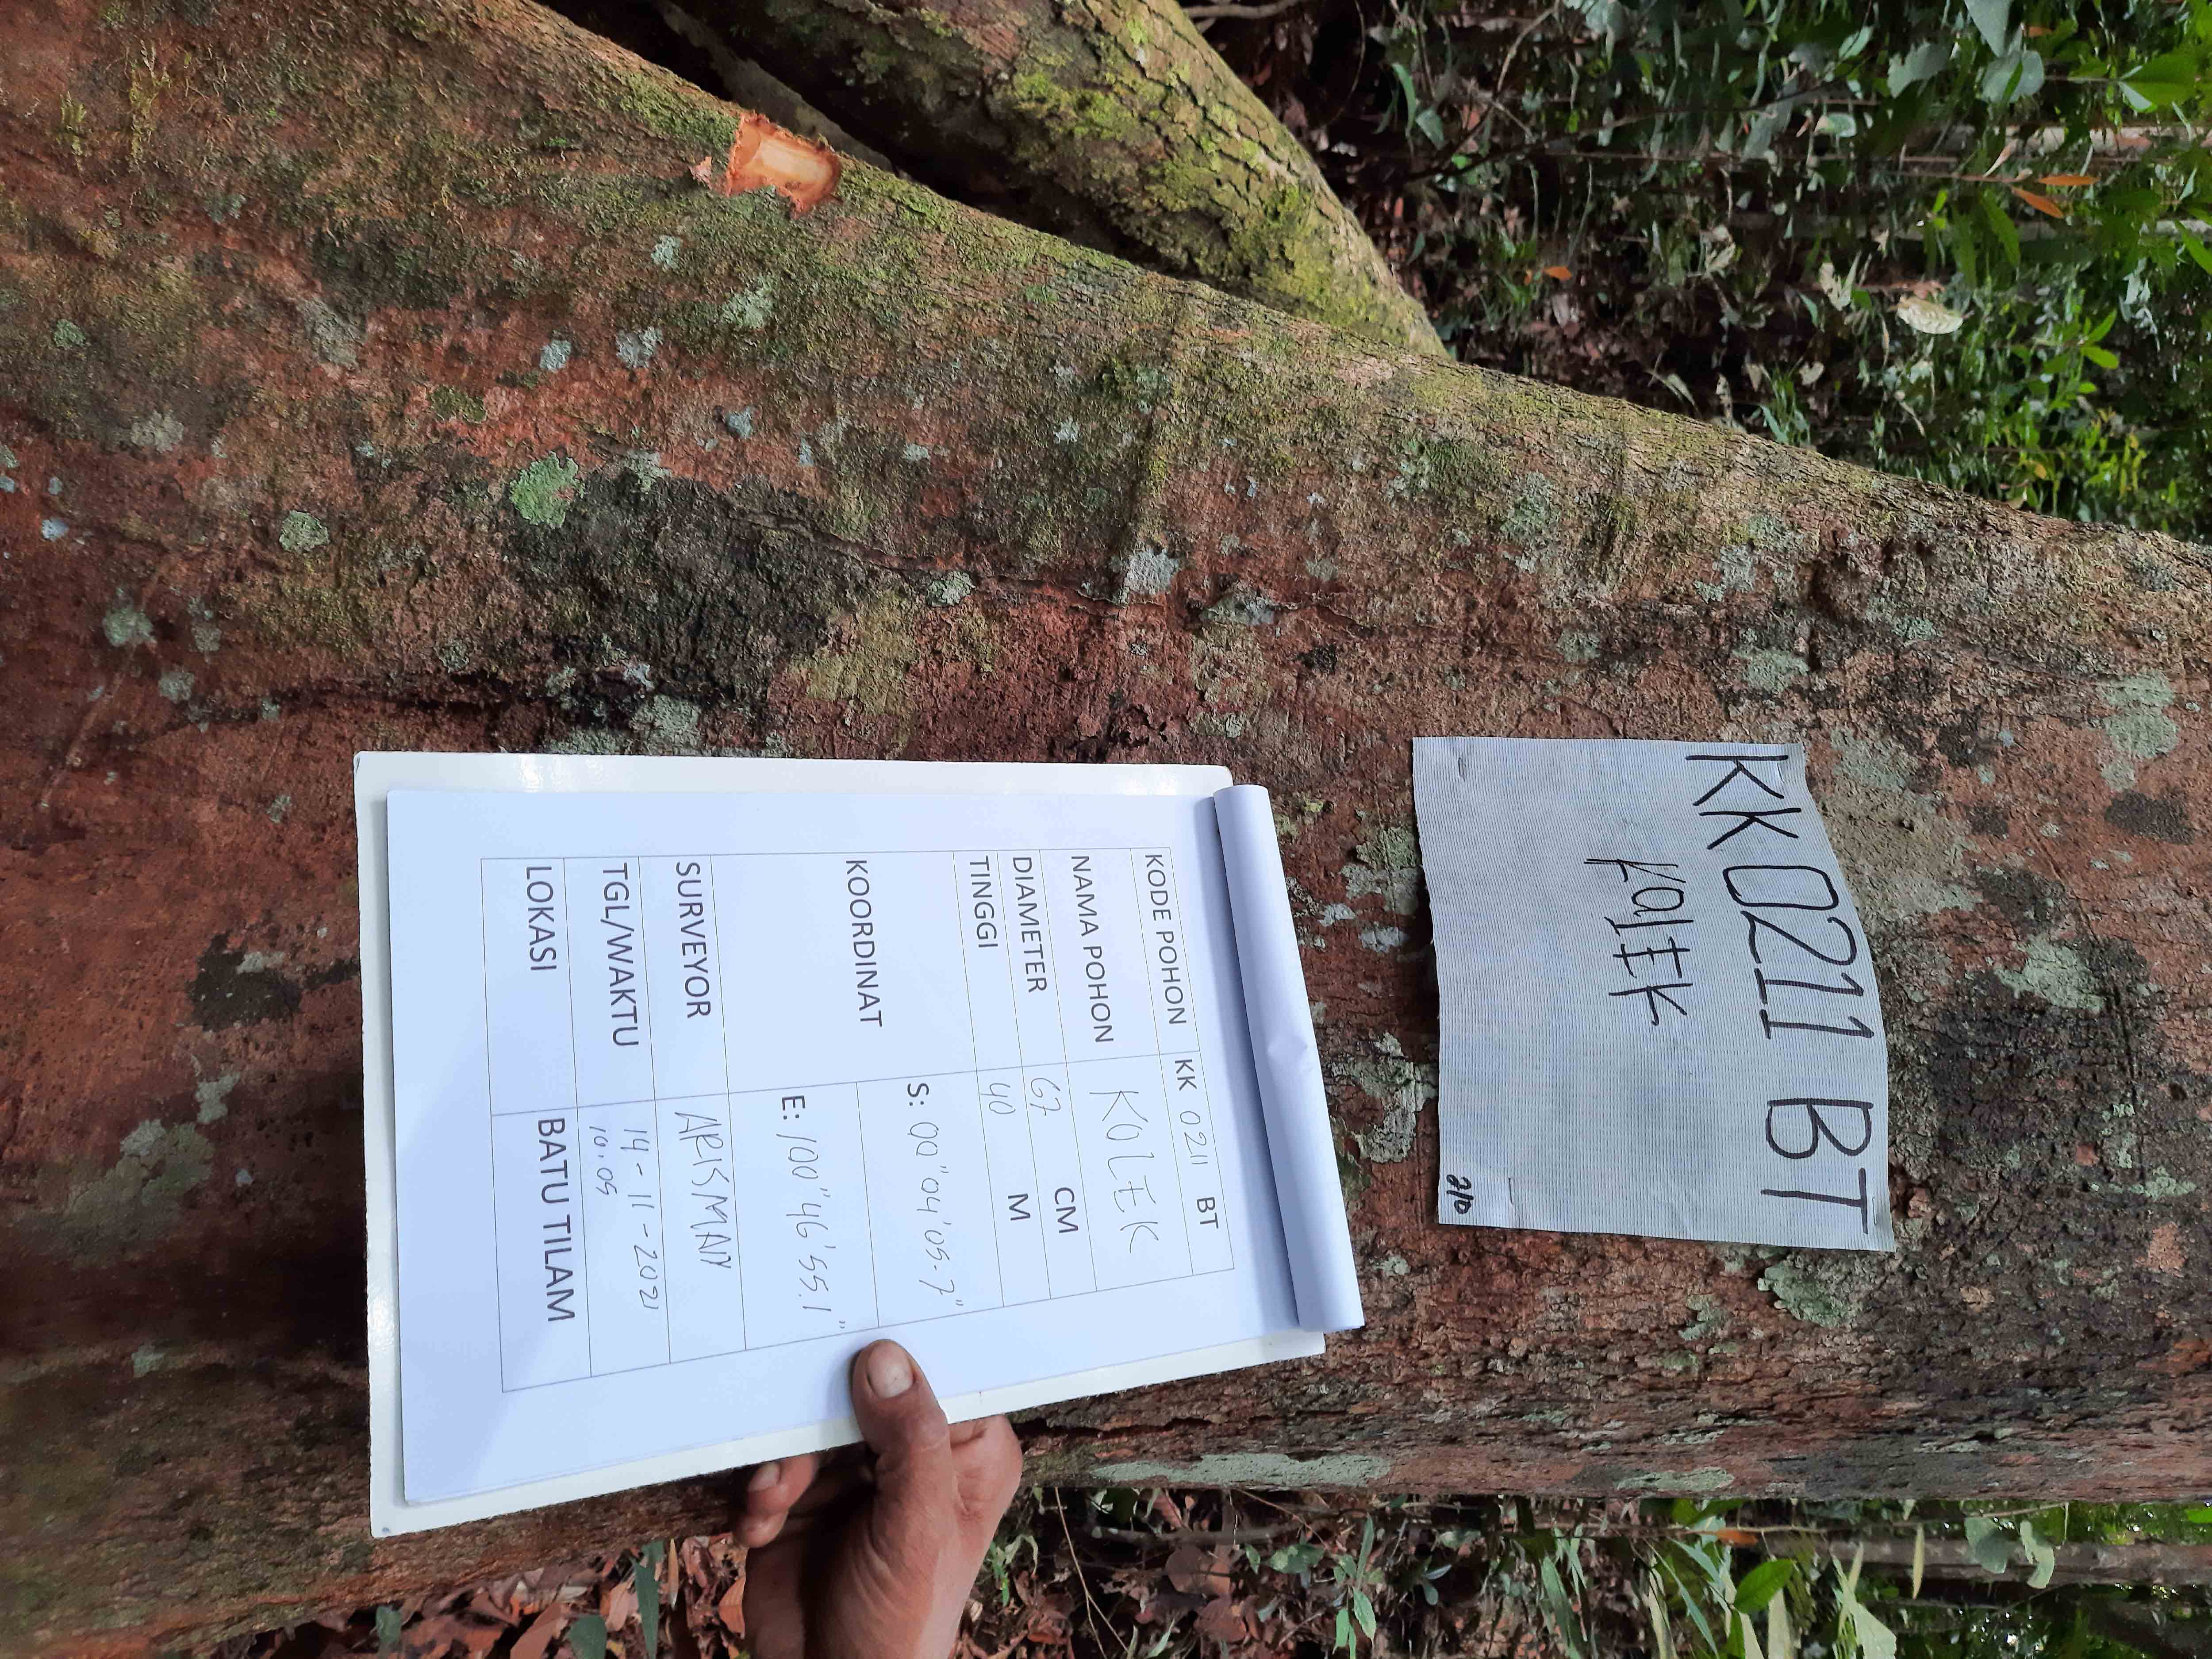 KK 0211 BT
KOLEK
210
KODE POHON KK 0211 BT
NAMA POHON KOLEK
DIAMETER 67 CM
TINGGI 40 M
KOORDINAT S: 00" 04' 05.7"
E: 100" 46' 55.1"
SURVEYOR ARISMAN
TGL/WAKTU 14-11-2021
10.05
LOKASI BATU TILAM